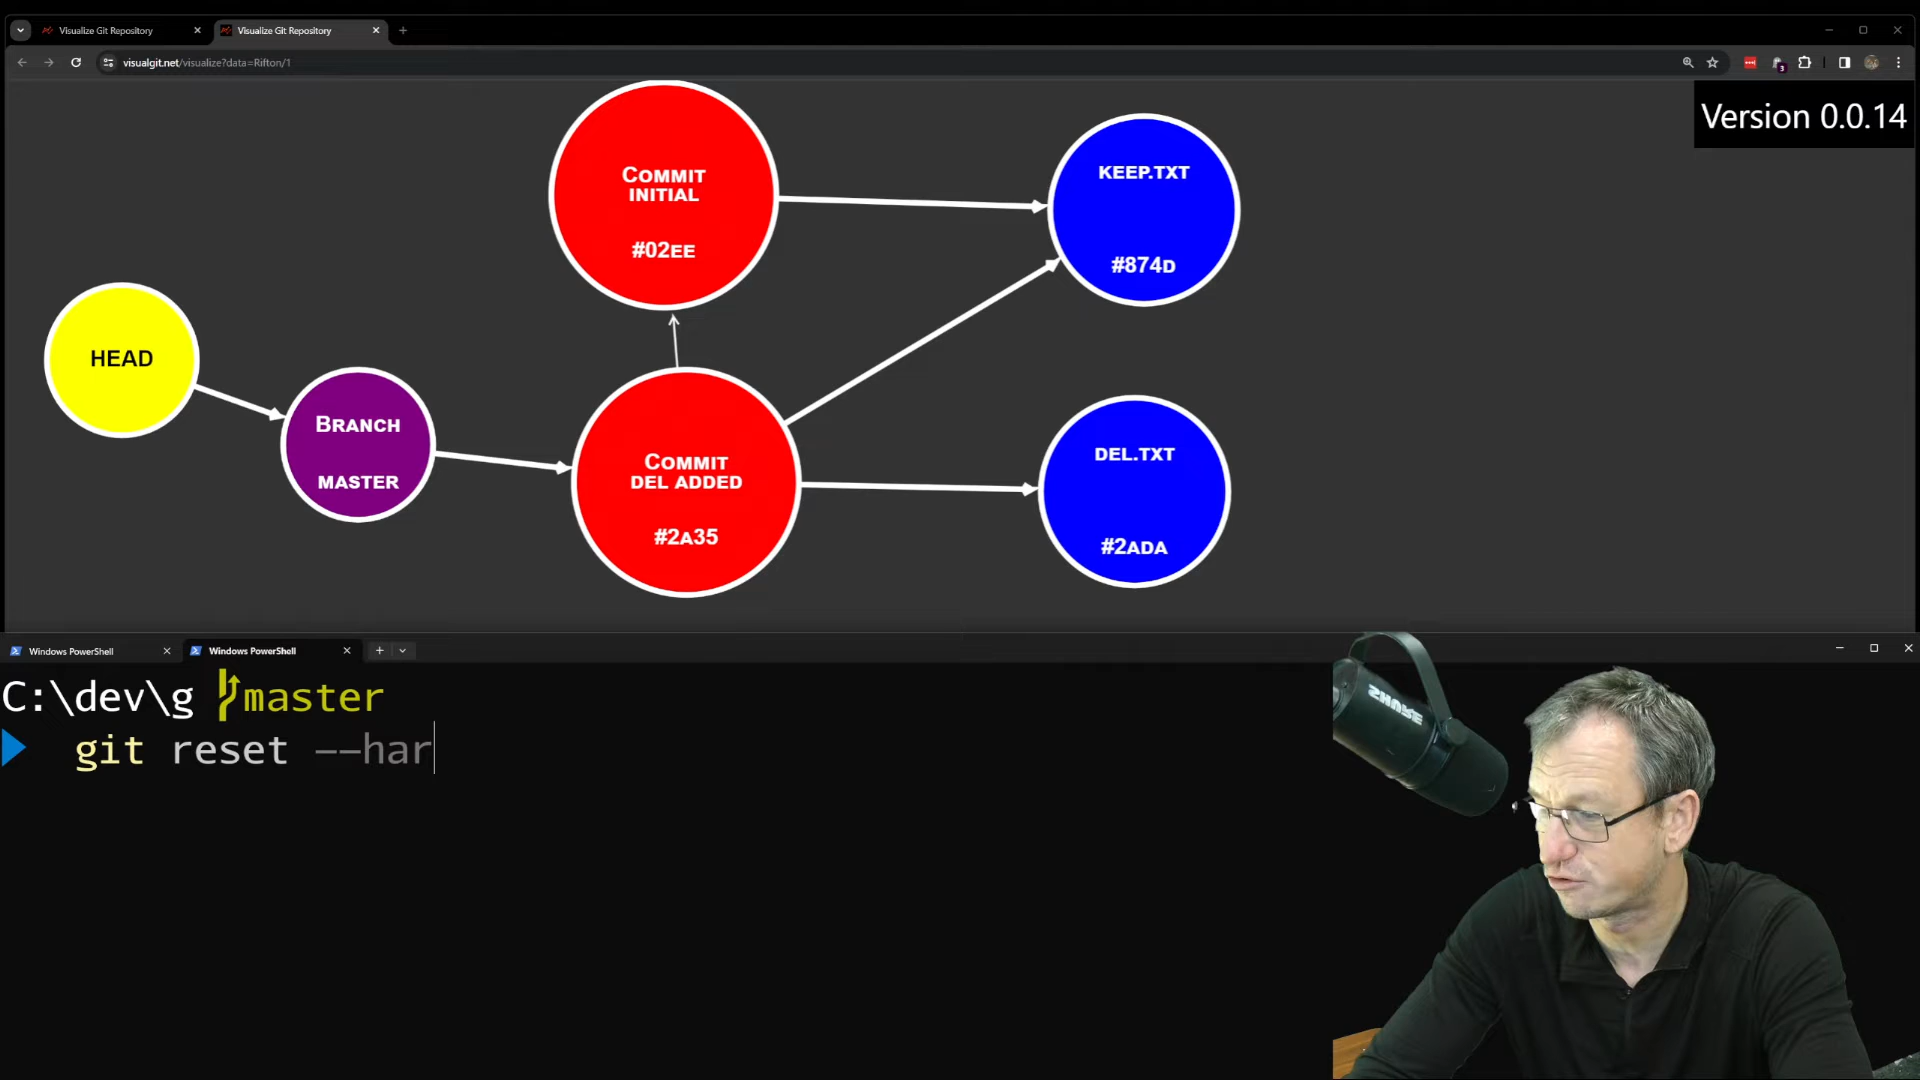 Visualize Git Repository
Visualize Git Repository
visualgit.net/visualize?data=Rifton/1
3
Version 0.0.14
COMMIT
INITIAL
#02EE
KEEP.TXT
#874D
HEAD
BRANCH
MASTER
COMMIT
DEL ADDED
#2A35
DEL.TXT
#2ADA
Windows PowerShell
Windows PowerShell
C:\dev\g master
git reset --har
SHURE